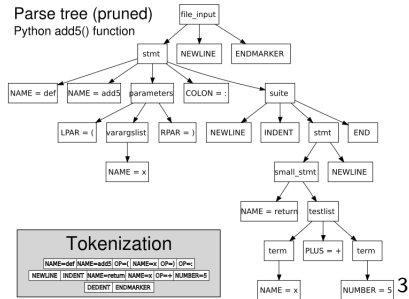 Parse tree (pruned)
Python add5() function
file_input
stmt NEWLINE ENDMARKER
NAME = def NAME = add5 parameters COLON = : suite
LPAR = ( varargslist RPAR = ) NEWLINE INDENT stmt END
NAME = x small_stmt NEWLINE
NAME = return testlist
term PLUS = + term
NAME = x NUMBER = 5
Tokenization
NAME=def NAME=add5 OP=( NAME=x OP=) OP=:
NEWLINE INDENT NAME=return NAME=x OP=+ NUMBER=5
DEDENT ENDMARKER
3